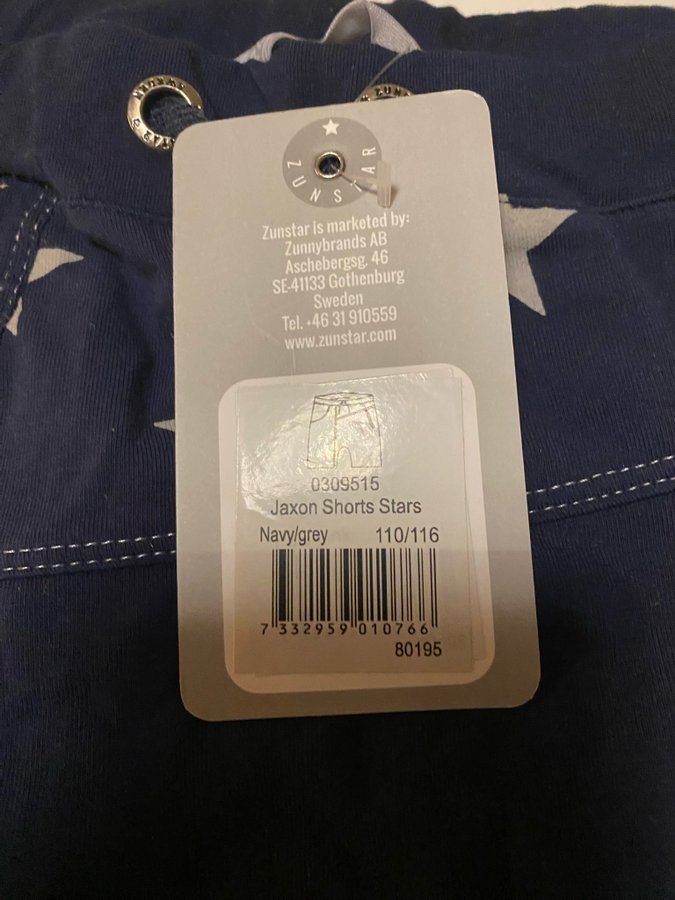 ZUNSTAR
Zunstar is marketed by:
Zunnybrands AB
Aschebergsg. 46
SE-41133 Gothenburg
Sweden
Tel. +46 31 910559
www.zunstar.com
0309515
Jaxon Shorts Stars
Navy/grey 110/116
7 332959 010766
80195